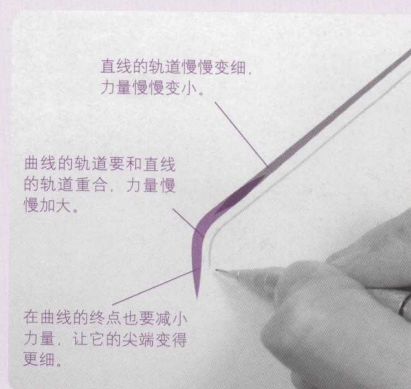 直线的轨道慢慢变细，
力量慢慢变小。
曲线的轨道要和直线
的轨道重合，力量慢
慢加大。
在曲线的终点也要减小
力量，让它的尖端变得
更细。